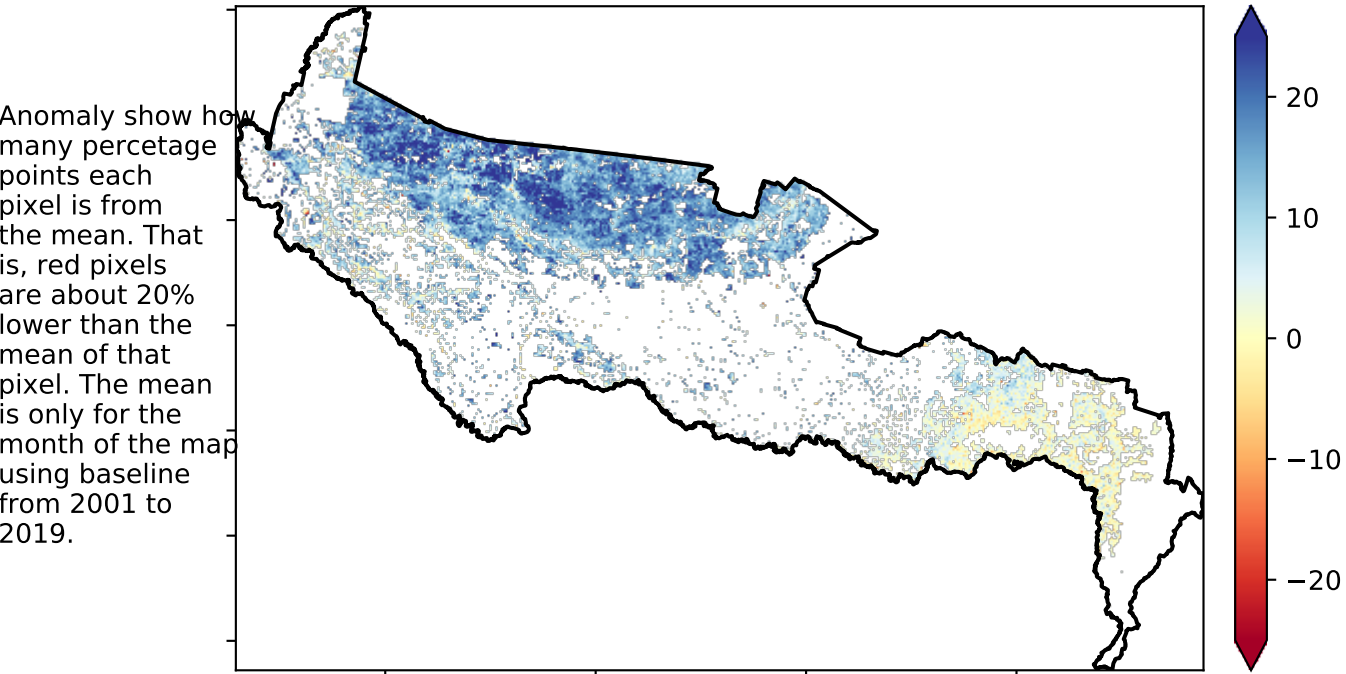 Anomaly show how
many percetage
points each
pixel is from
the mean. That
is, red pixels
are about 20%
lower than the
mean of that
pixel. The mean
is only for the
month of the map
using baseline
from 2001 to
2019.
20
10
0
−10
−20